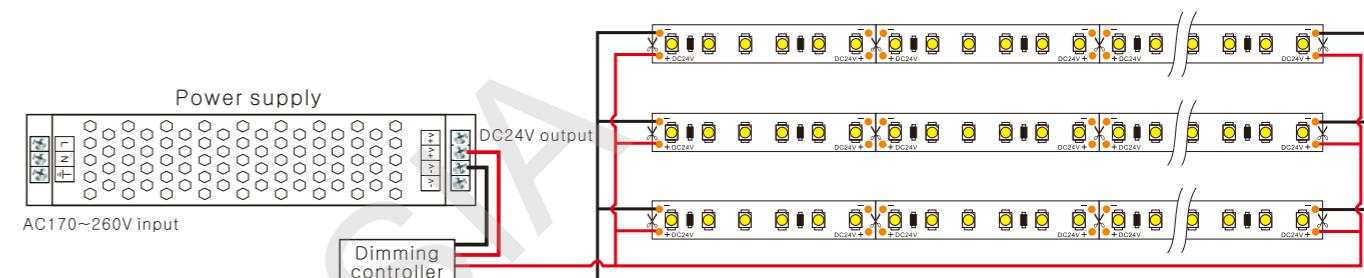 Power supply
L
N
V+
V+
V-
V-
DC24V output
AC170~260V input
Dimming
controller
SIA
- - - - -
+ DC24V DC24V + + DC24V DC24V + + DC24V DC24V +
- - - - -
+ DC24V DC24V + + DC24V DC24V + + DC24V DC24V +
- - - - -
+ DC24V DC24V + + DC24V DC24V + + DC24V DC24V +